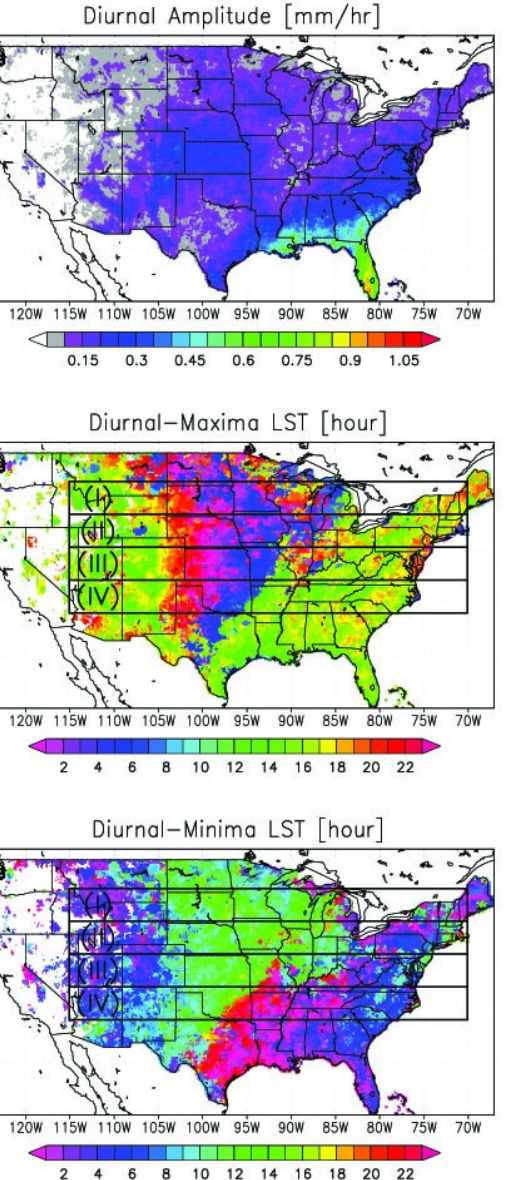 Diurnal Amplitude [mm/hr]
120W 115W 110W 105W 100W 95W 90W 85W 80W 75W 70W
0.15 0.3 0.45 0.6 0.75 0.9 1.05
Diurnal-Maxima LST [hour]
(I)
(II)
(III)
(IV)
120W 115W 110W 105W 100W 95W 90W 85W 80W 75W 70W
2 4 6 8 10 12 14 16 18 20 22
Diurnal-Minima LST [hour]
(I)
(II)
(III)
(IV)
120W 115W 110W 105W 100W 95W 90W 85W 80W 75W 70W
2 4 6 8 10 12 14 16 18 20 22